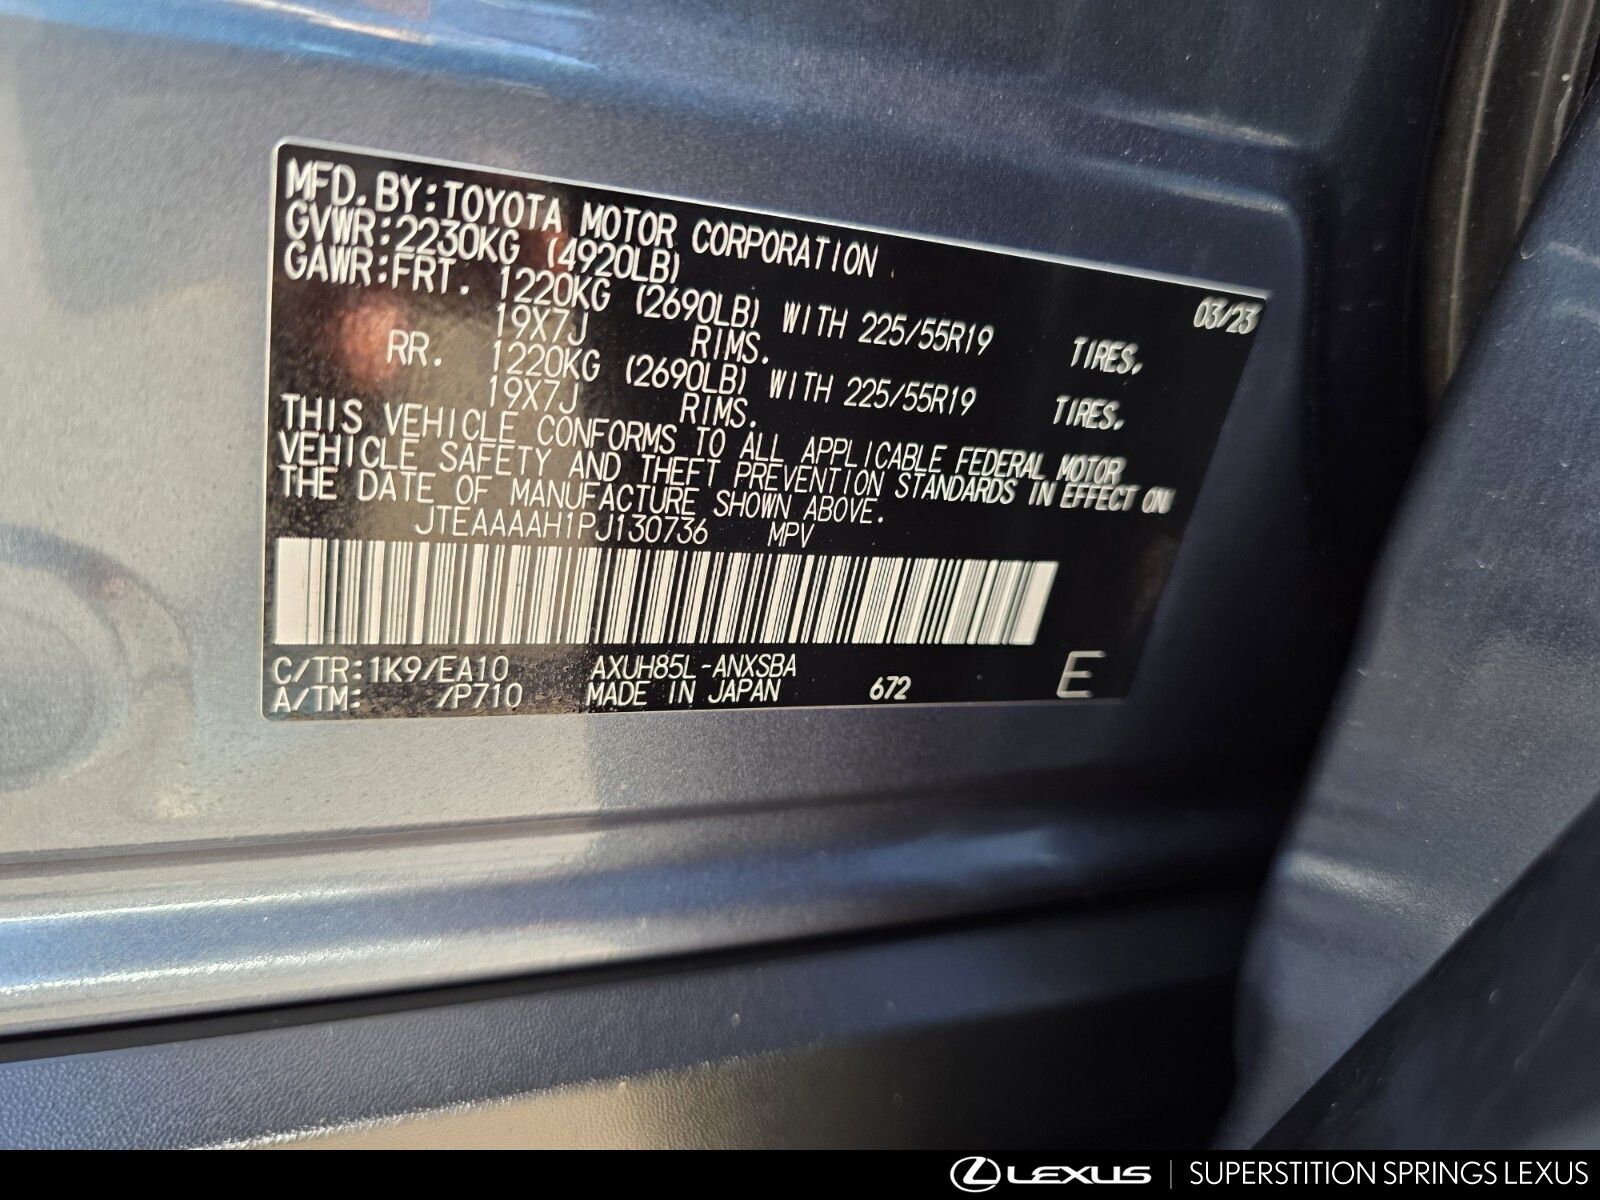 MFD. BY: TOYOTA MOTOR CORPORATION 03/23
GVWR: 2230KG (4920LB)
GAWR: FRT. 1220KG (2690LB) WITH 225/55R19 TIRES.
19X7J RIMS.
RR. 1220KG (2690LB) WITH 225/55R19 TIRES.
19X7J RIMS.
THIS VEHICLE CONFORMS TO ALL APPLICABLE FEDERAL MOTOR
VEHICLE SAFETY AND THEFT PREVENTION STANDARDS IN EFFECT ON
THE DATE OF MANUFACTURE SHOWN ABOVE.
JTEAAAAH1PJ130736 MPV
C/TR: 1K9/EA10 AXUH85L-ANXSBA
A/TM: /P710 MADE IN JAPAN 672 E
LEXUS | SUPERSTITION SPRINGS LEXUS